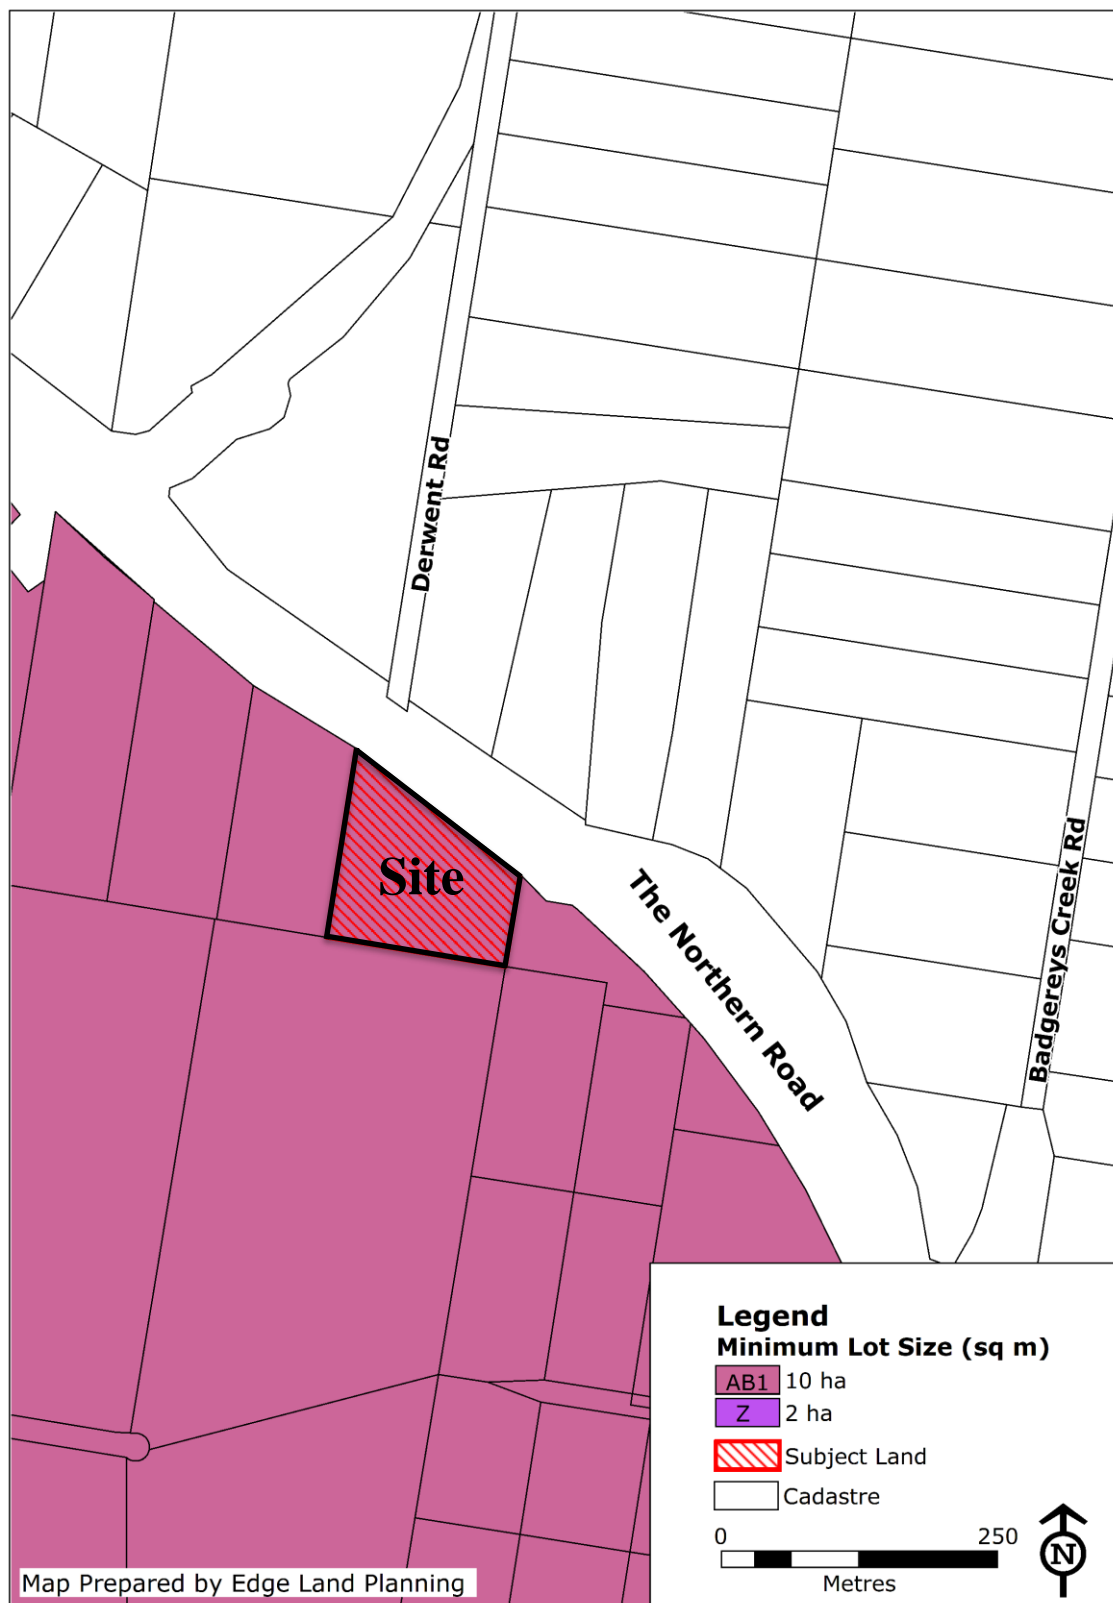 Derwent Rd
Site
The Northern Road
Badgereys Creek Rd
Legend
Minimum Lot Size (sq m)
AB1 10 ha
Z 2 ha
Subject Land
Cadastre
0 250
Metres
N
Map Prepared by Edge Land Planning